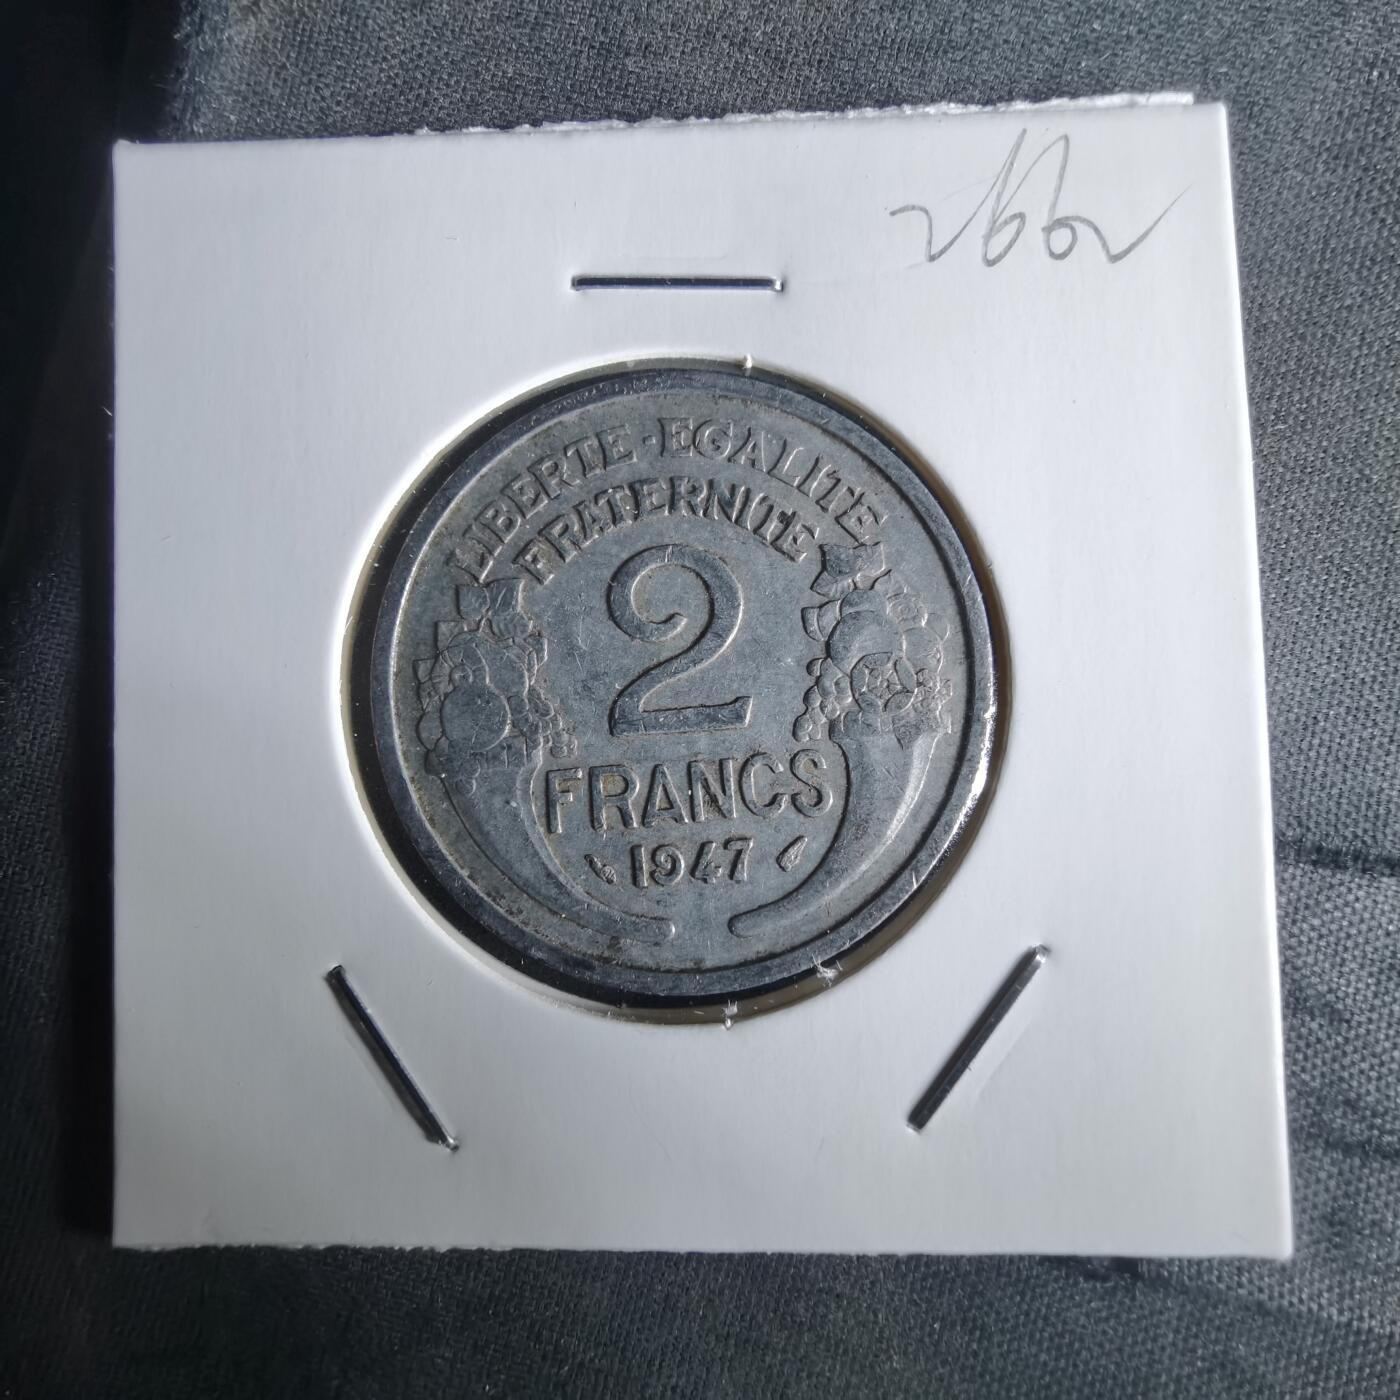 LIBERTE·EGALITE
FRATERNITE
2
FRANCS
1947